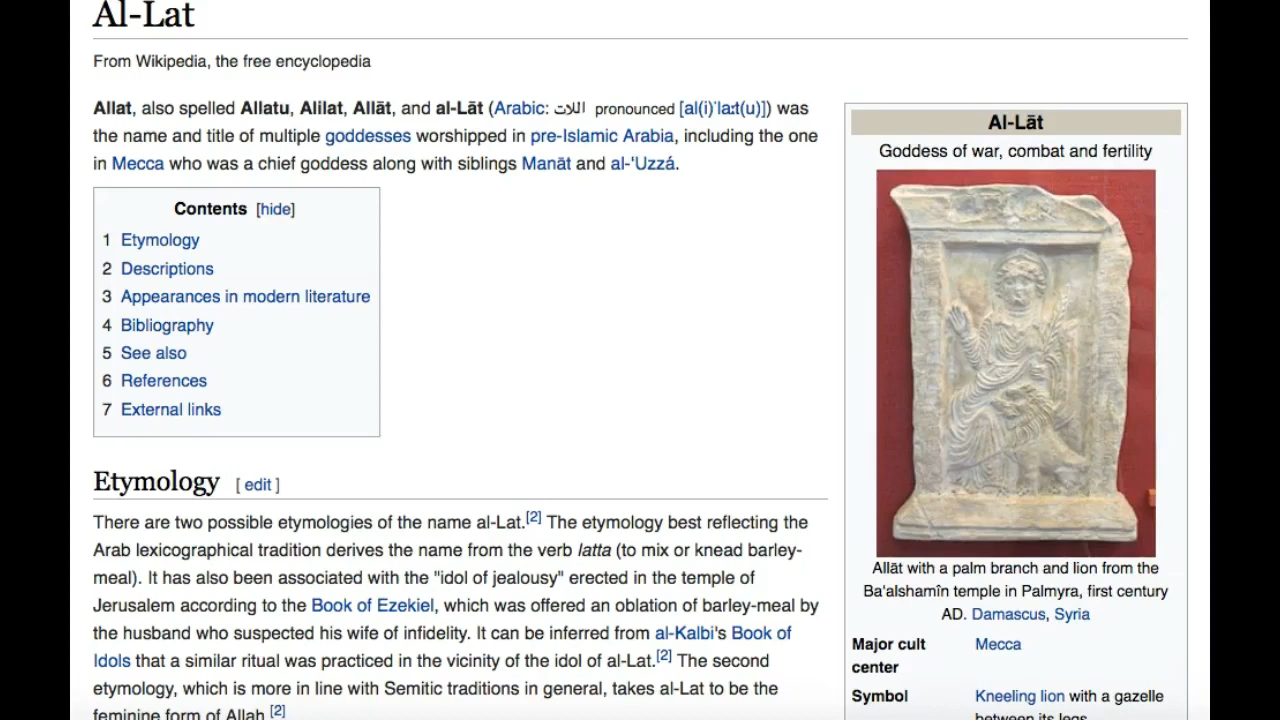 Al-Lat
From Wikipedia, the free encyclopedia
Allat, also spelled Allatu, Alilat, Allāt, and al-Lāt (Arabic: اللات pronounced [al(i)ˈlaːt(u)]) was
the name and title of multiple goddesses worshipped in pre-Islamic Arabia, including the one
in Mecca who was a chief goddess along with siblings Manāt and al-'Uzzá.
Contents [hide]
1 Etymology
2 Descriptions
3 Appearances in modern literature
4 Bibliography
5 See also
6 References
7 External links
Etymology [ edit ]
There are two possible etymologies of the name al-Lat.[2] The etymology best reflecting the
Arab lexicographical tradition derives the name from the verb latta (to mix or knead barley-
meal). It has also been associated with the "idol of jealousy" erected in the temple of
Jerusalem according to the Book of Ezekiel, which was offered an oblation of barley-meal by
the husband who suspected his wife of infidelity. It can be inferred from al-Kalbi's Book of
Idols that a similar ritual was practiced in the vicinity of the idol of al-Lat.[2] The second
etymology, which is more in line with Semitic traditions in general, takes al-Lat to be the
feminine form of Allah [2]
Al-Lāt
Goddess of war, combat and fertility
Allāt with a palm branch and lion from the
Ba'alshamîn temple in Palmyra, first century
AD. Damascus, Syria
Major cult center Mecca
Symbol Kneeling lion with a gazelle
between its legs